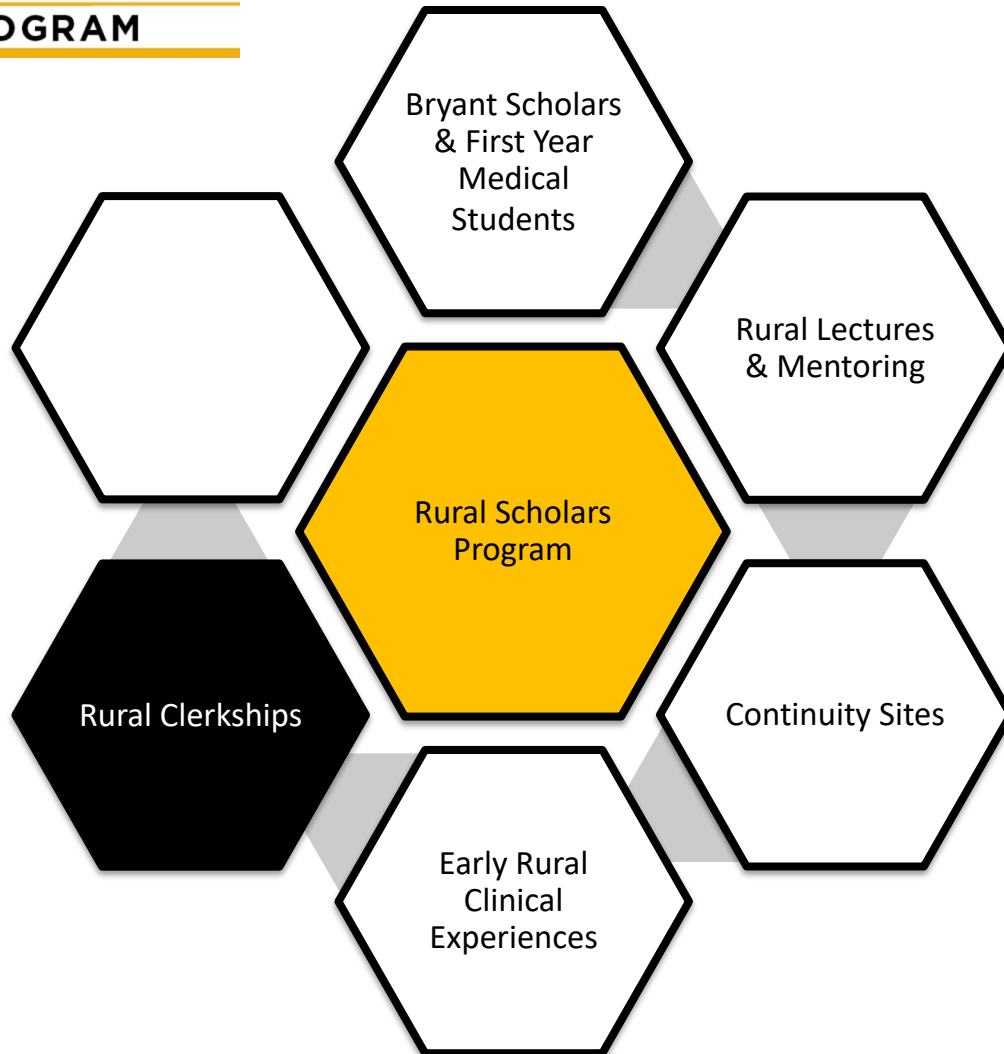 Bryant Scholars
& First Year
Medical
Students
Rural Lectures
& Mentoring
Rural Scholars
Program
Rural Clerkships
Continuity Sites
Early Rural
Clinical
Experiences